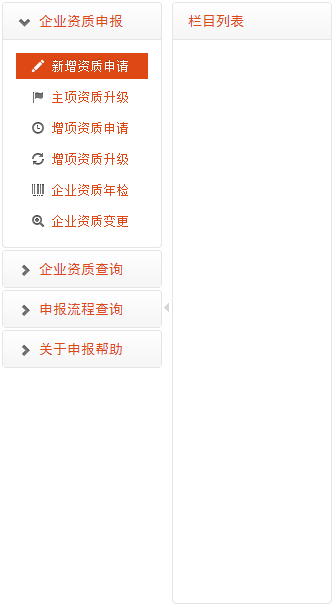 企业资质申报
新增资质申请
主项资质升级
增项资质申请
增项资质升级
企业资质年检
企业资质变更
企业资质查询
申报流程查询
关于申报帮助
栏目列表